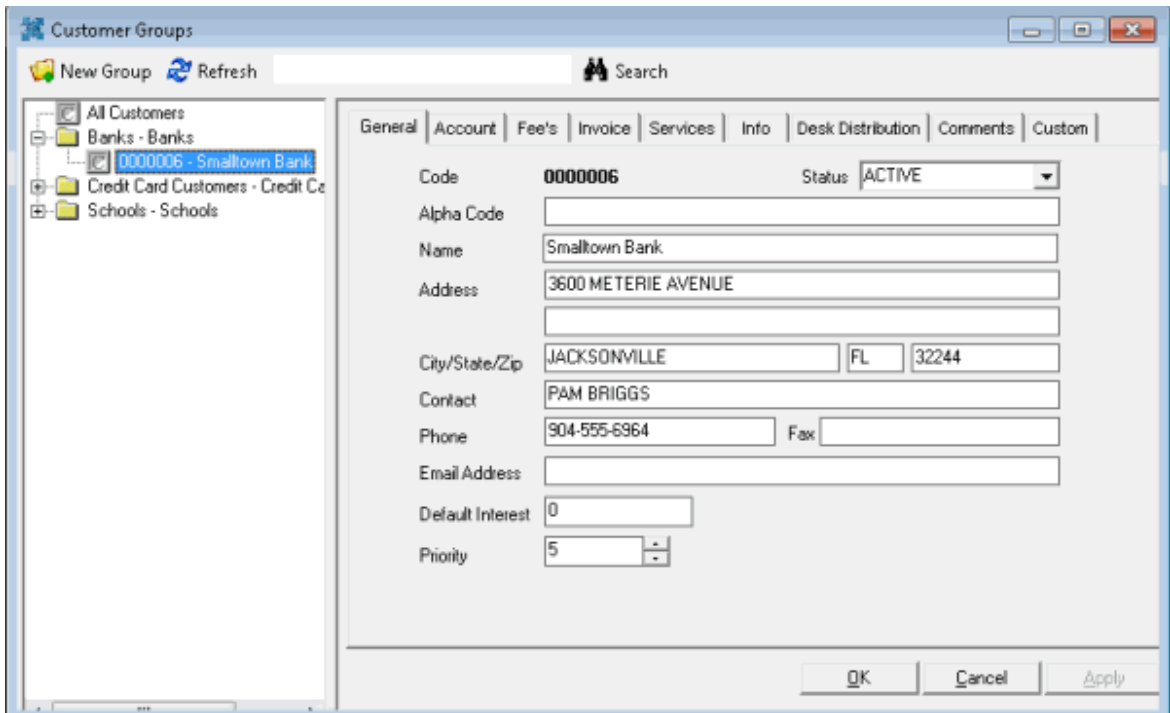 Customer Groups
New Group Refresh Search
All Customers
Banks - Banks
0000006 - Smalltown Bank
Credit Card Customers - Credit Ca
Schools - Schools
General Account Fee's Invoice Services Info Desk Distribution Comments Custom
Code 0000006 Status ACTIVE
Alpha Code
Name Smalltown Bank
Address 3600 METERIE AVENUE
City/State/Zip JACKSONVILLE FL 32244
Contact PAM BRIGGS
Phone 904-555-6964 Fax
Email Address
Default Interest 0
Priority 5
OK Cancel Apply